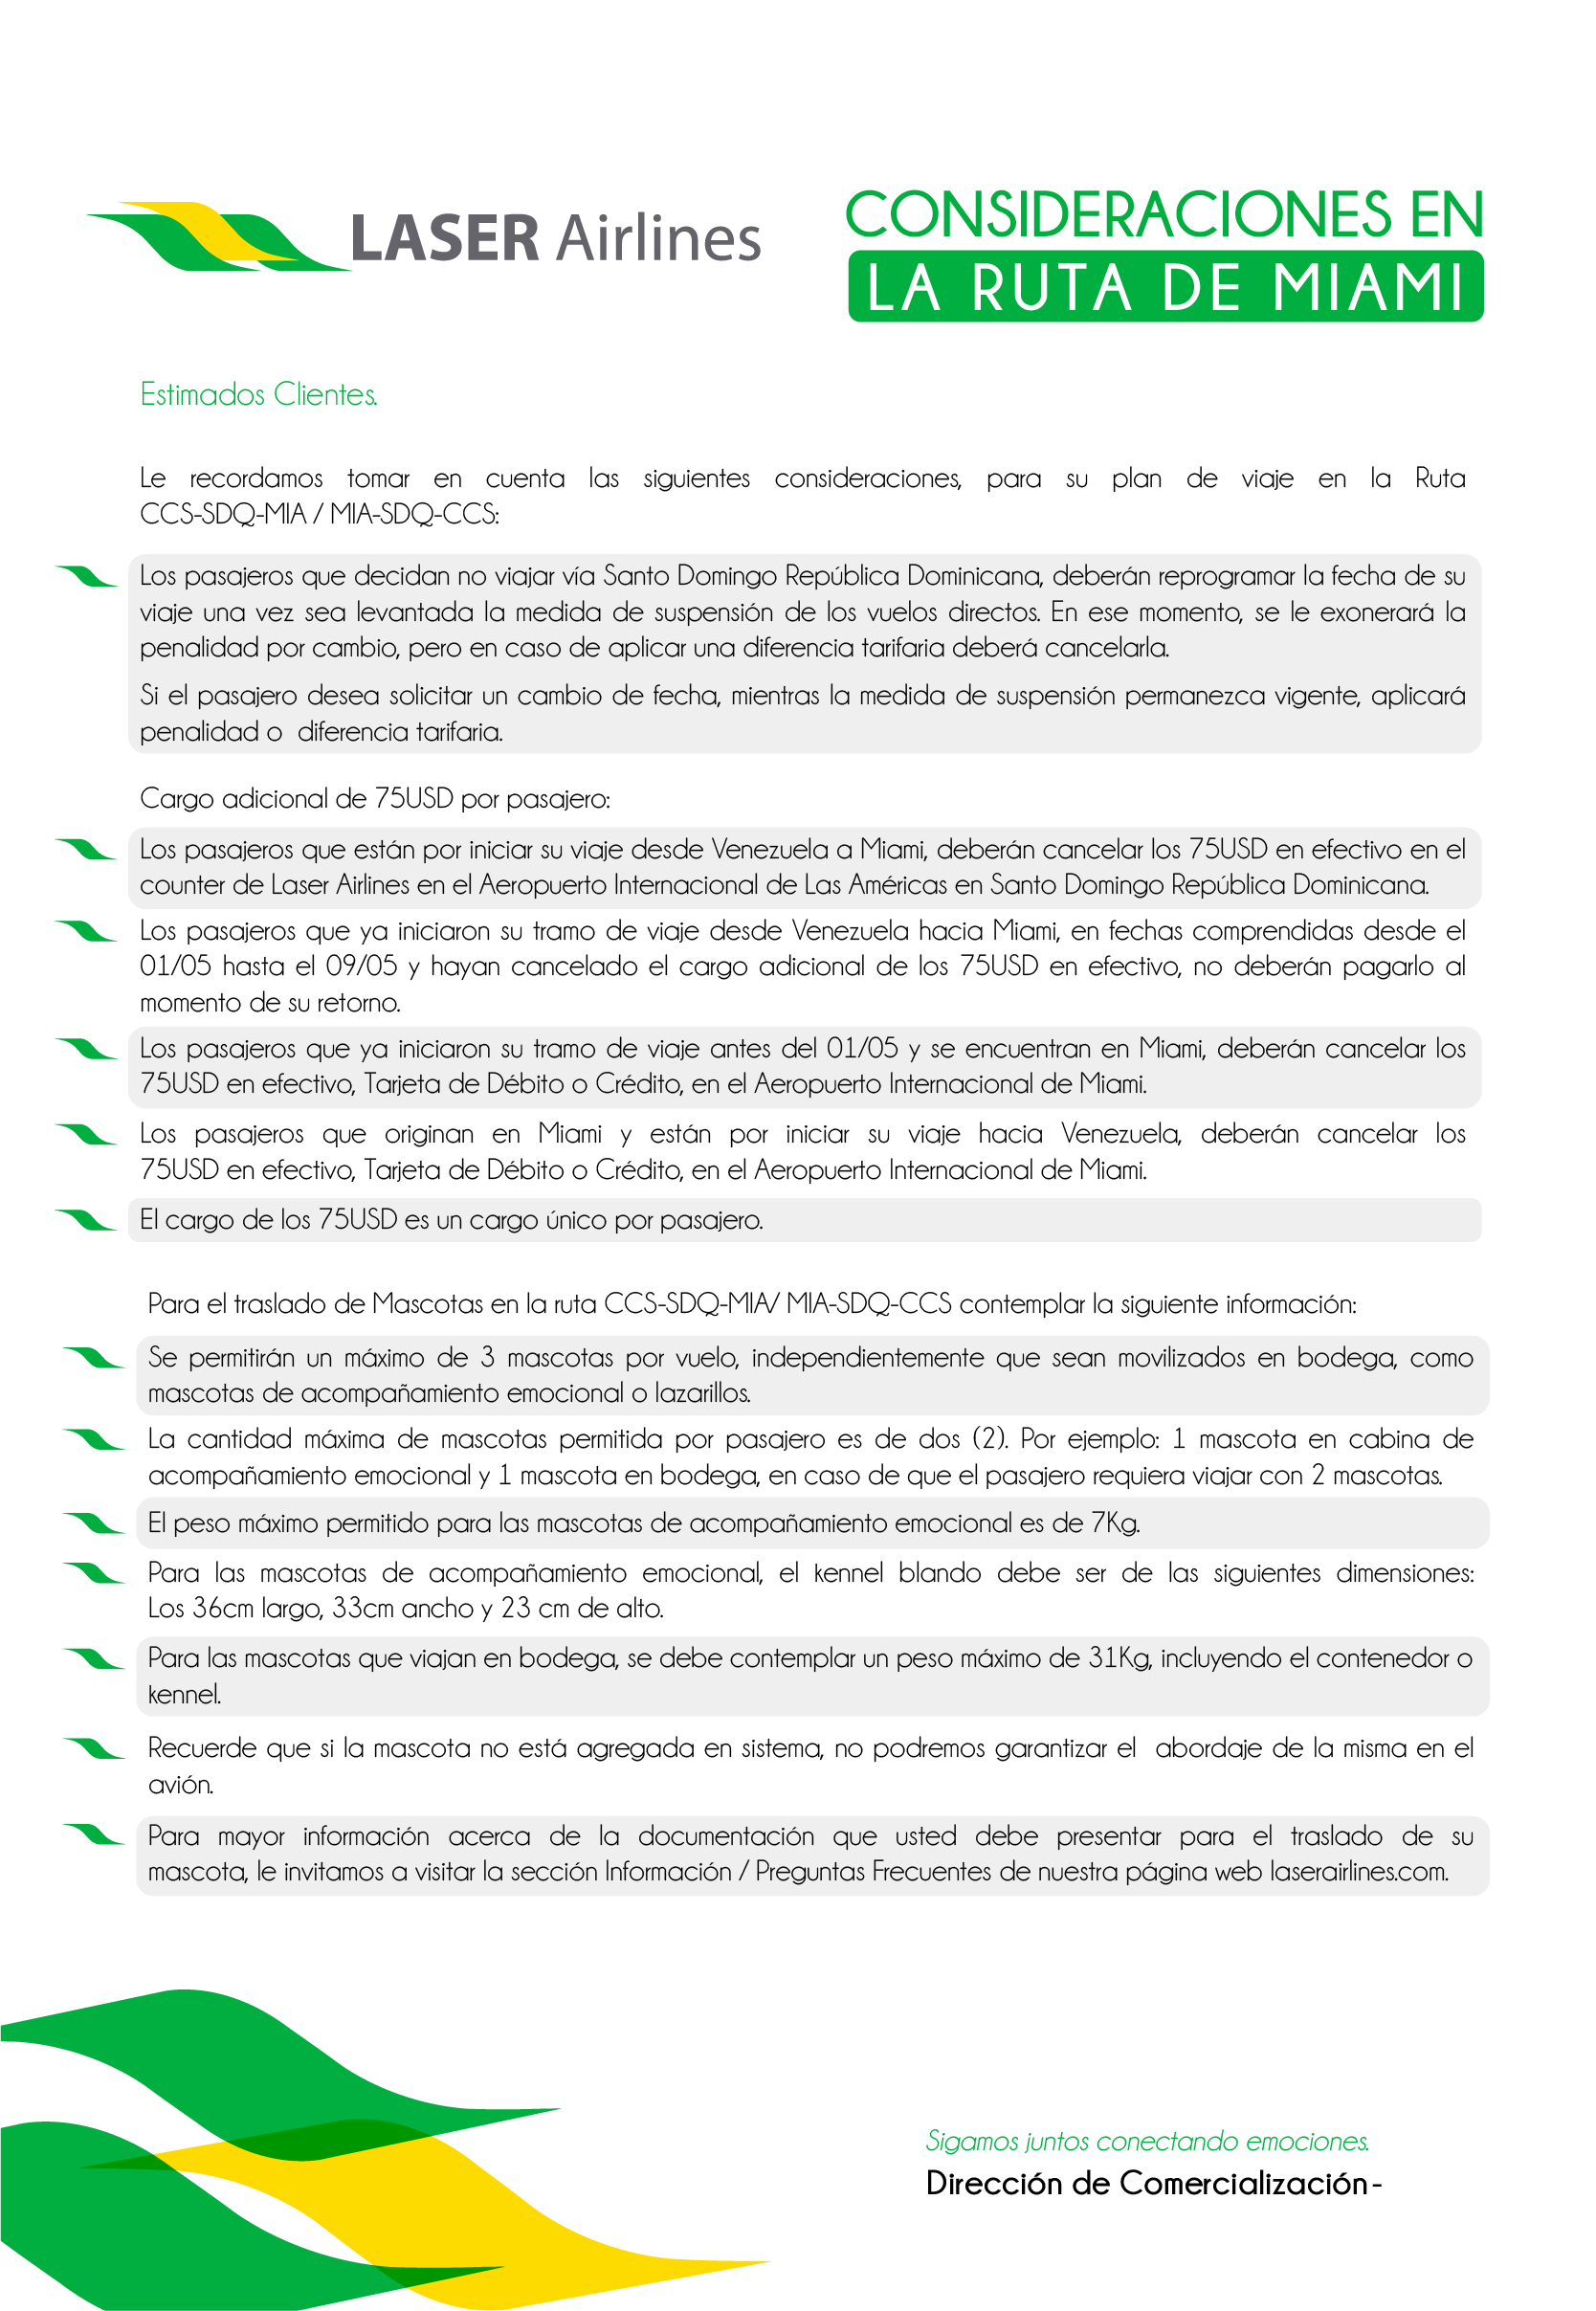 LASER Airlines
CONSIDERACIONES EN
LA RUTA DE MIAMI
Estimados Clientes.
Le recordamos tomar en cuenta las siguientes consideraciones, para su plan de viaje en la Ruta
CCS-SDQ-MIA / MIA-SDQ-CCS:
Los pasajeros que decidan no viajar vía Santo Domingo República Dominicana, deberán reprogramar la fecha de su
viaje una vez sea levantada la medida de suspensión de los vuelos directos. En ese momento, se le exonerará la
penalidad por cambio, pero en caso de aplicar una diferencia tarifaria deberá cancelarla.
Si el pasajero desea solicitar un cambio de fecha, mientras la medida de suspensión permanezca vigente, aplicará
penalidad o diferencia tarifaria.
Cargo adicional de 75USD por pasajero:
Los pasajeros que están por iniciar su viaje desde Venezuela a Miami, deberán cancelar los 75USD en efectivo en el
counter de Laser Airlines en el Aeropuerto Internacional de Las Américas en Santo Domingo República Dominicana.
Los pasajeros que ya iniciaron su tramo de viaje desde Venezuela hacia Miami, en fechas comprendidas desde el
01/05 hasta el 09/05 y hayan cancelado el cargo adicional de los 75USD en efectivo, no deberán pagarlo al
momento de su retorno.
Los pasajeros que ya iniciaron su tramo de viaje antes del 01/05 y se encuentran en Miami, deberán cancelar los
75USD en efectivo, Tarjeta de Débito o Crédito, en el Aeropuerto Internacional de Miami.
Los pasajeros que originan en Miami y están por iniciar su viaje hacia Venezuela, deberán cancelar los
75USD en efectivo, Tarjeta de Débito o Crédito, en el Aeropuerto Internacional de Miami.
El cargo de los 75USD es un cargo único por pasajero.
Para el traslado de Mascotas en la ruta CCS-SDQ-MIA/ MIA-SDQ-CCS contemplar la siguiente información:
Se permitirán un máximo de 3 mascotas por vuelo, independientemente que sean movilizados en bodega, como
mascotas de acompañamiento emocional o lazarillos.
La cantidad máxima de mascotas permitida por pasajero es de dos (2). Por ejemplo: 1 mascota en cabina de
acompañamiento emocional y 1 mascota en bodega, en caso de que el pasajero requiera viajar con 2 mascotas.
El peso máximo permitido para las mascotas de acompañamiento emocional es de 7Kg.
Para las mascotas de acompañamiento emocional, el kennel blando debe ser de las siguientes dimensiones:
Los 36cm largo, 33cm ancho y 23 cm de alto.
Para las mascotas que viajan en bodega, se debe contemplar un peso máximo de 31Kg, incluyendo el contenedor o
kennel.
Recuerde que si la mascota no está agregada en sistema, no podremos garantizar el abordaje de la misma en el
avión.
Para mayor información acerca de la documentación que usted debe presentar para el traslado de su
mascota, le invitamos a visitar la sección Información / Preguntas Frecuentes de nuestra página web laserairlines.com.
Sigamos juntos conectando emociones.
Dirección de Comercialización-